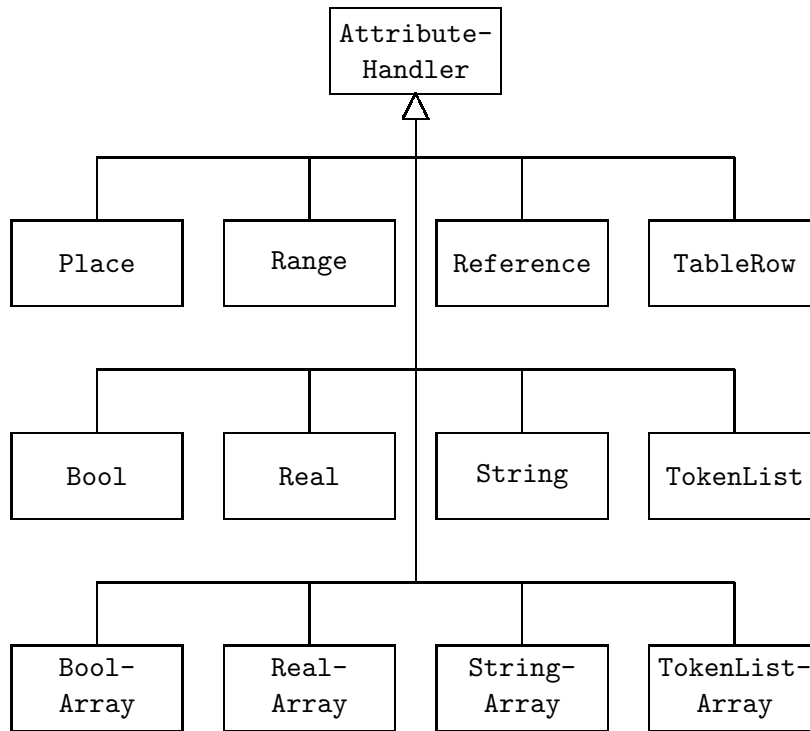 Attribute-
Handler
Place
Range
Reference
TableRow
Bool
Real
String
TokenList
Bool-
Array
Real-
Array
String-
Array
TokenList-
Array